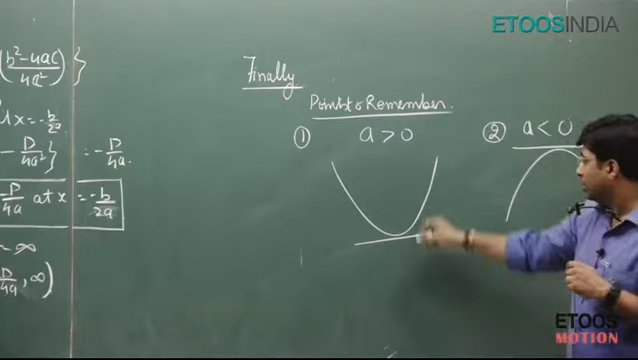 ETOOSINDIA
(b²-4ac/4a²)}
x = -b/2a
- D/4a²} = -D/4a.
-D/4a at x = -b/2a
- ∞
D/4a, ∞)
Finally
Points to Remember.
① a > 0
② a < 0
ETOOS
MOTION